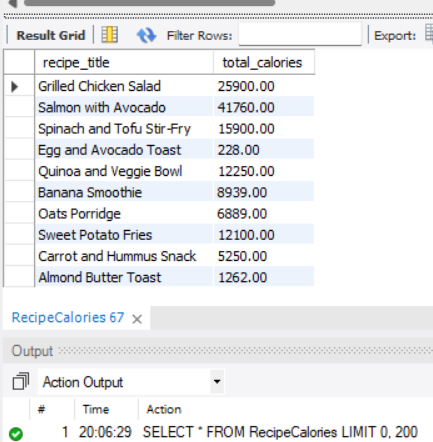 Result Grid Filter Rows: Export:
recipe_title total_calories
Grilled Chicken Salad 25900.00
Salmon with Avocado 41760.00
Spinach and Tofu Stir-Fry 15900.00
Egg and Avocado Toast 228.00
Quinoa and Veggie Bowl 12250.00
Banana Smoothie 8939.00
Oats Porridge 6889.00
Sweet Potato Fries 12100.00
Carrot and Hummus Snack 5250.00
Almond Butter Toast 1262.00
RecipeCalories 67
Output
Action Output
# Time Action
1 20:06:29 SELECT * FROM RecipeCalories LIMIT 0, 200